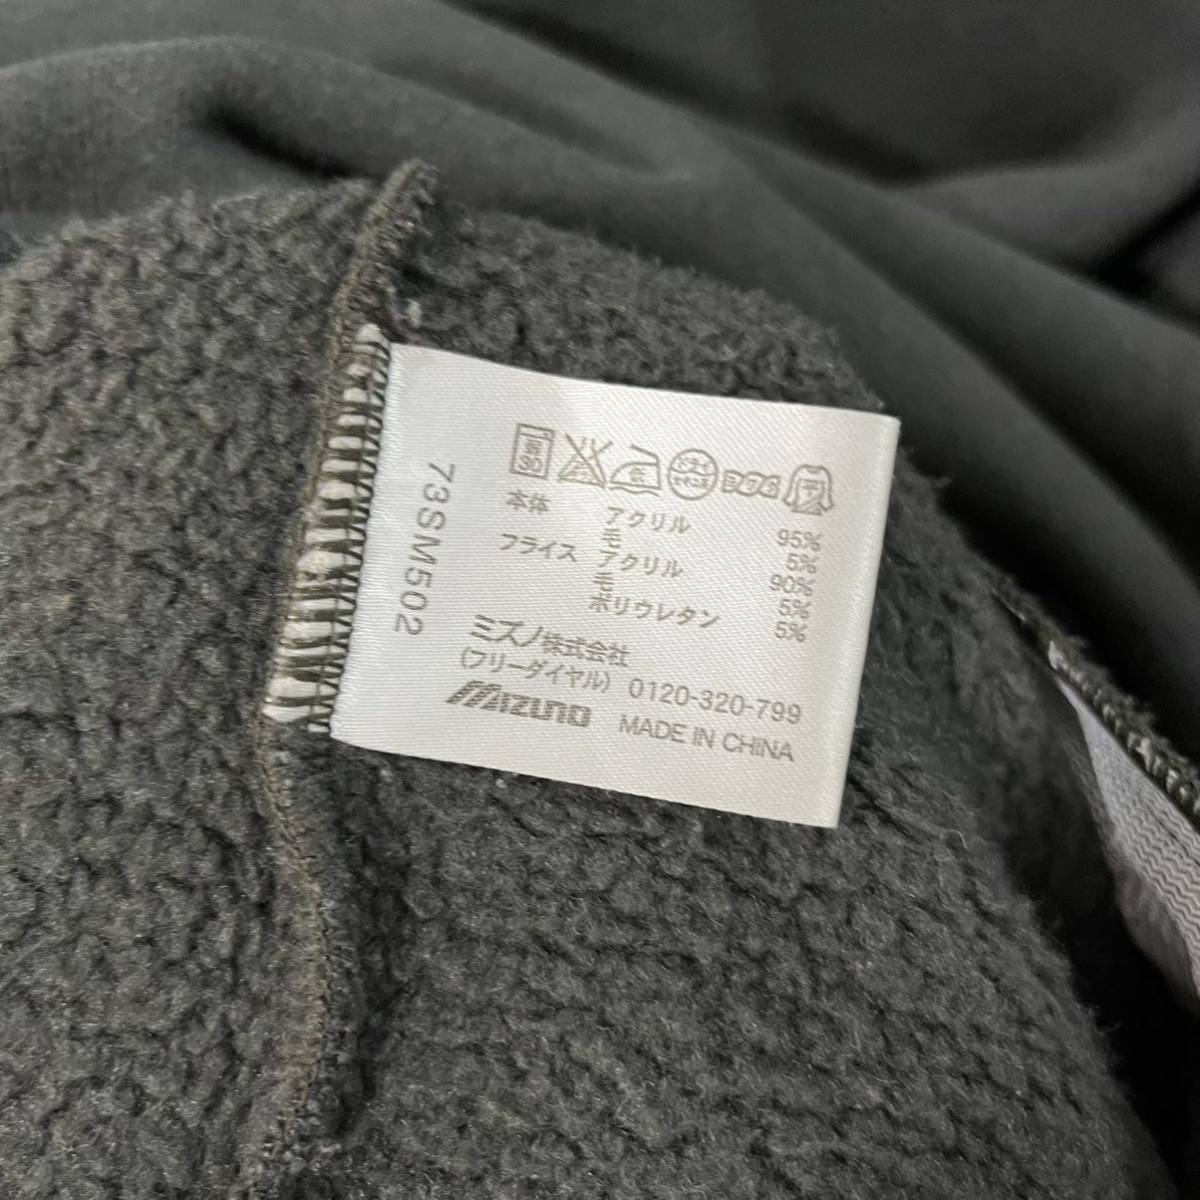 本体 アクリル 95%
毛 5%
フライス アクリル 90%
毛 5%
ポリウレタン 5%
ミズノ株式会社
(フリーダイヤル) 0120-320-799
MIZUNO MADE IN CHINA
73SM502